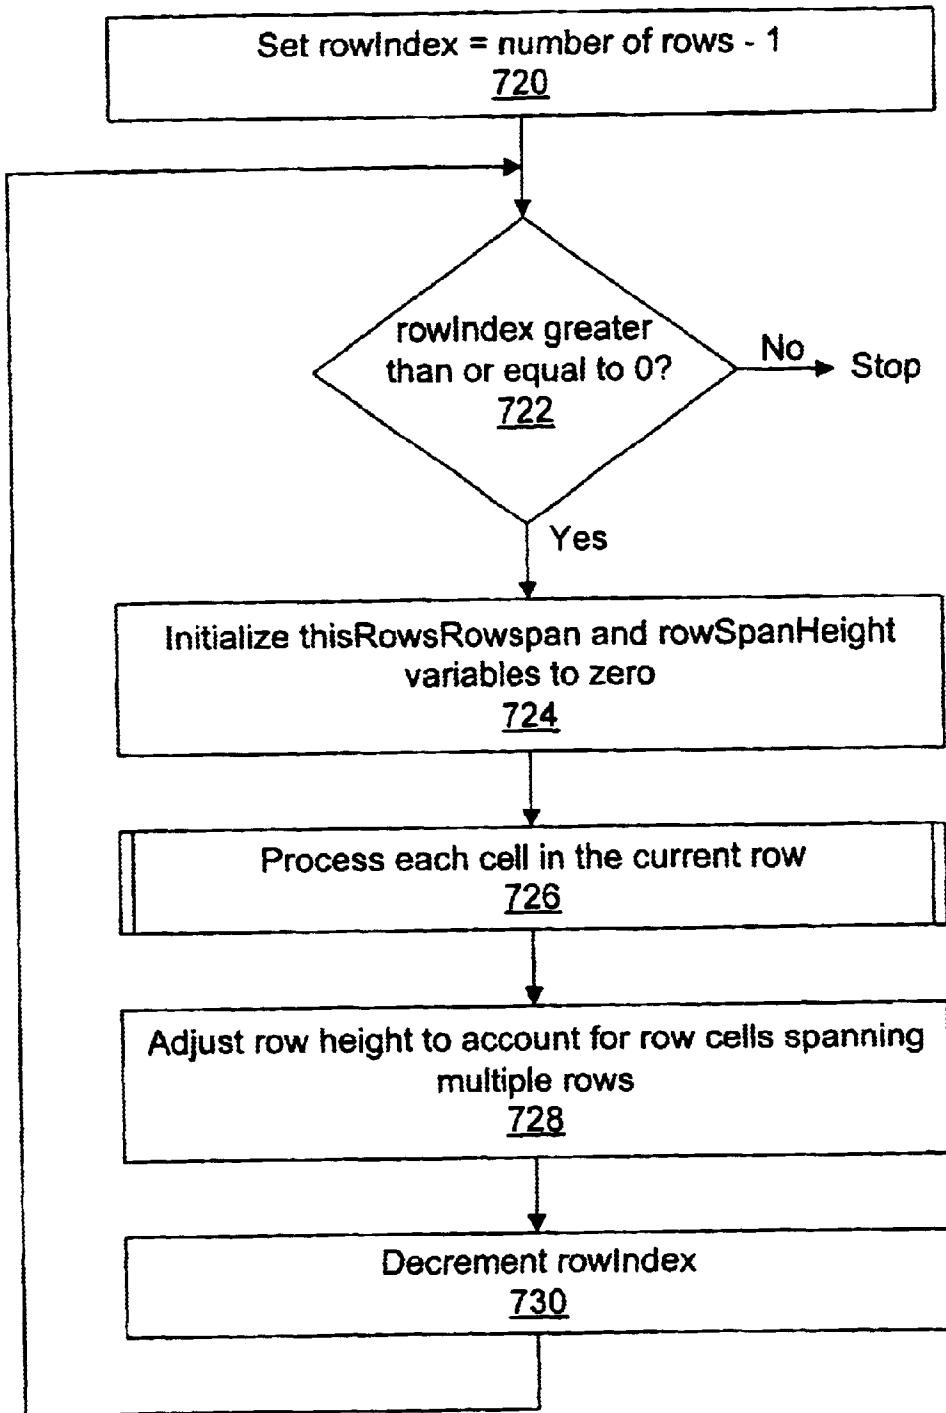 Set rowIndex = number of rows - 1
720
rowIndex greater
than or equal to 0?
722
No
Stop
Yes
Initialize thisRowsRowspan and rowSpanHeight
variables to zero
724
Process each cell in the current row
726
Adjust row height to account for row cells spanning
multiple rows
728
Decrement rowIndex
730